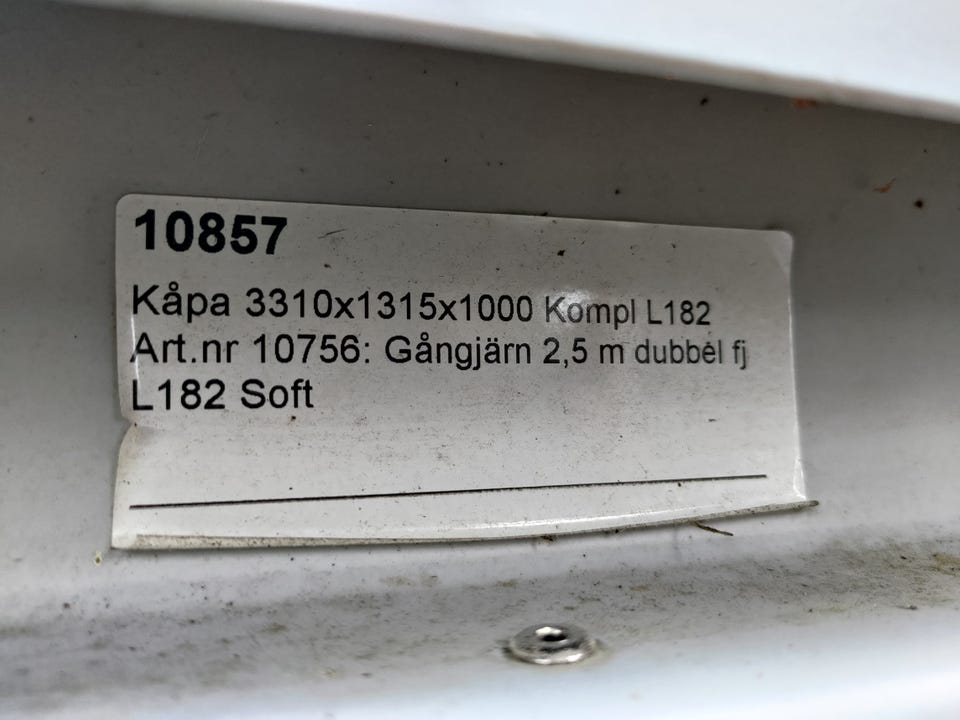 10857
Kåpa 3310x1315x1000 Kompl L182
Art.nr 10756: Gångjärn 2,5 m dubbel fj
L182 Soft